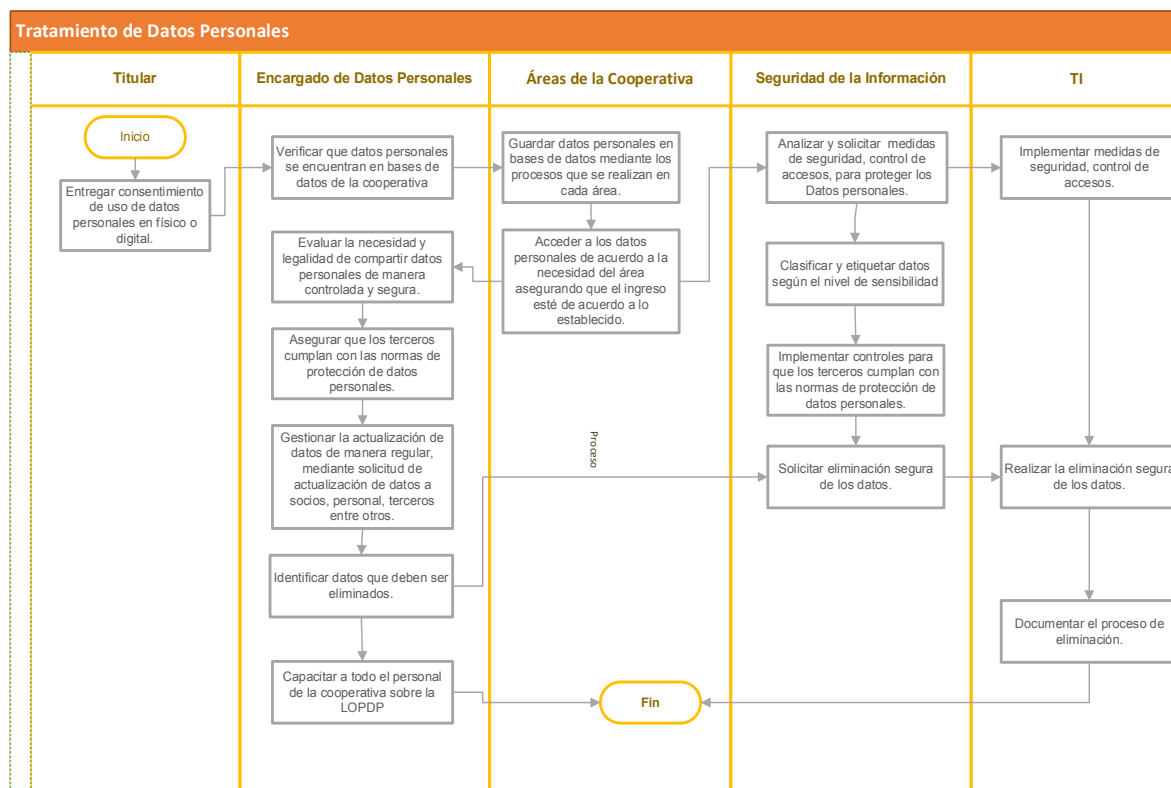 Tratamiento de Datos Personales
Titular
Encargado de Datos Personales
Áreas de la Cooperativa
Seguridad de la Información
TI
Inicio
Entregar consentimiento
de uso de datos
personales en físico o
digital.
Verificar que datos personales
se encuentran en bases de
datos de la cooperativa
Guardar datos personales en
bases de datos mediante los
procesos que se realizan en
cada área.
Analizar y solicitar medidas
de seguridad, control de
accesos, para proteger los
Datos personales.
Implementar medidas de
seguridad, control de
accesos.
Evaluar la necesidad y
legalidad de compartir datos
personales de manera
controlada y segura.
Acceder a los datos
personales de acuerdo a la
necesidad del área
asegurando que el ingreso
esté de acuerdo a lo
establecido.
Clasificar y etiquetar datos
según el nivel de sensibilidad
Asegurar que los terceros
cumplan con las normas de
protección de datos
personales.
Implementar controles para
que los terceros cumplan con
las normas de protección de
datos personales.
Gestionar la actualización de
datos de manera regular,
mediante solicitud de
actualización de datos a
socios, personal, terceros
entre otros.
Proceso
Solicitar eliminación segura
de los datos.
Realizar la eliminación segura
de los datos.
Identificar datos que deben ser
eliminados.
Documentar el proceso de
eliminación.
Capacitar a todo el personal
de la cooperativa sobre la
LOPDP
Fin